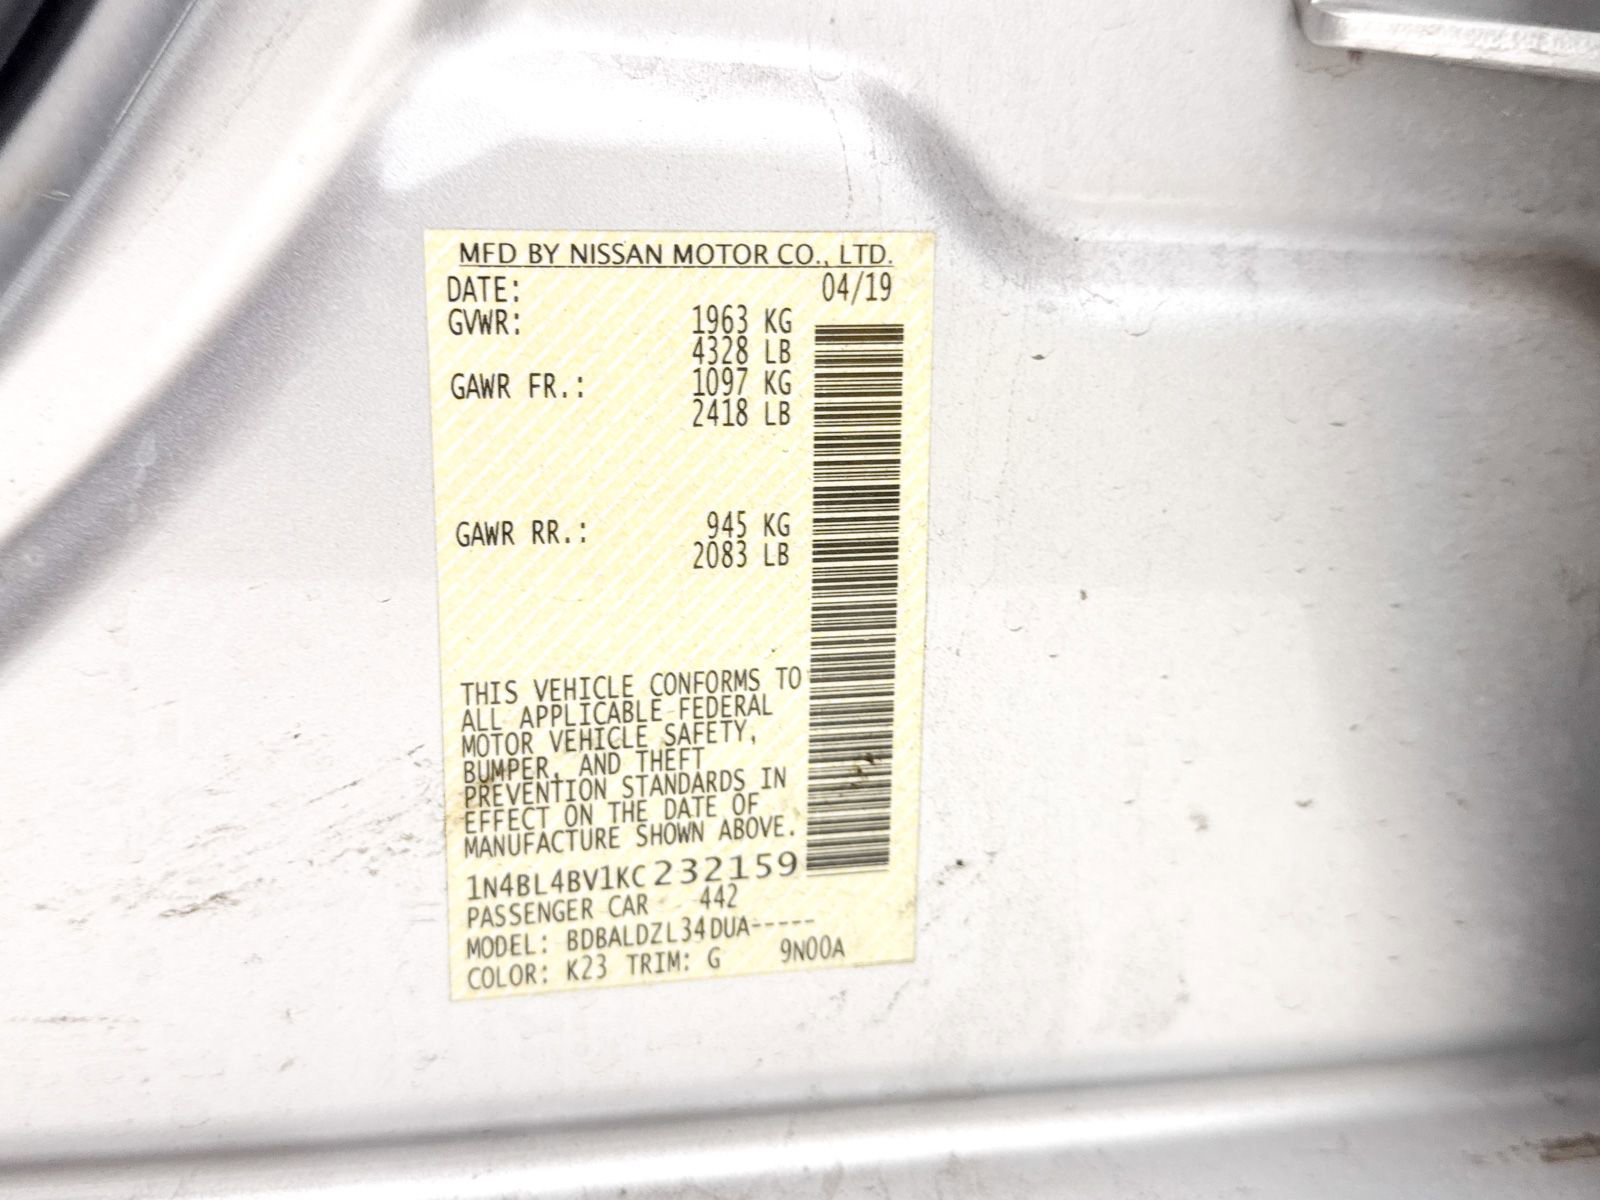 MFD BY NISSAN MOTOR CO., LTD.
DATE: 04/19
GVWR: 1963 KG
4328 LB
GAWR FR.: 1097 KG
2418 LB
GAWR RR.: 945 KG
2083 LB
THIS VEHICLE CONFORMS TO
ALL APPLICABLE FEDERAL
MOTOR VEHICLE SAFETY,
BUMPER, AND THEFT
PREVENTION STANDARDS IN
EFFECT ON THE DATE OF
MANUFACTURE SHOWN ABOVE.
1N4BL4BV1KC232159
PASSENGER CAR 442
MODEL: BDBALDZL34DUA-----
COLOR: K23 TRIM: G 9N00A